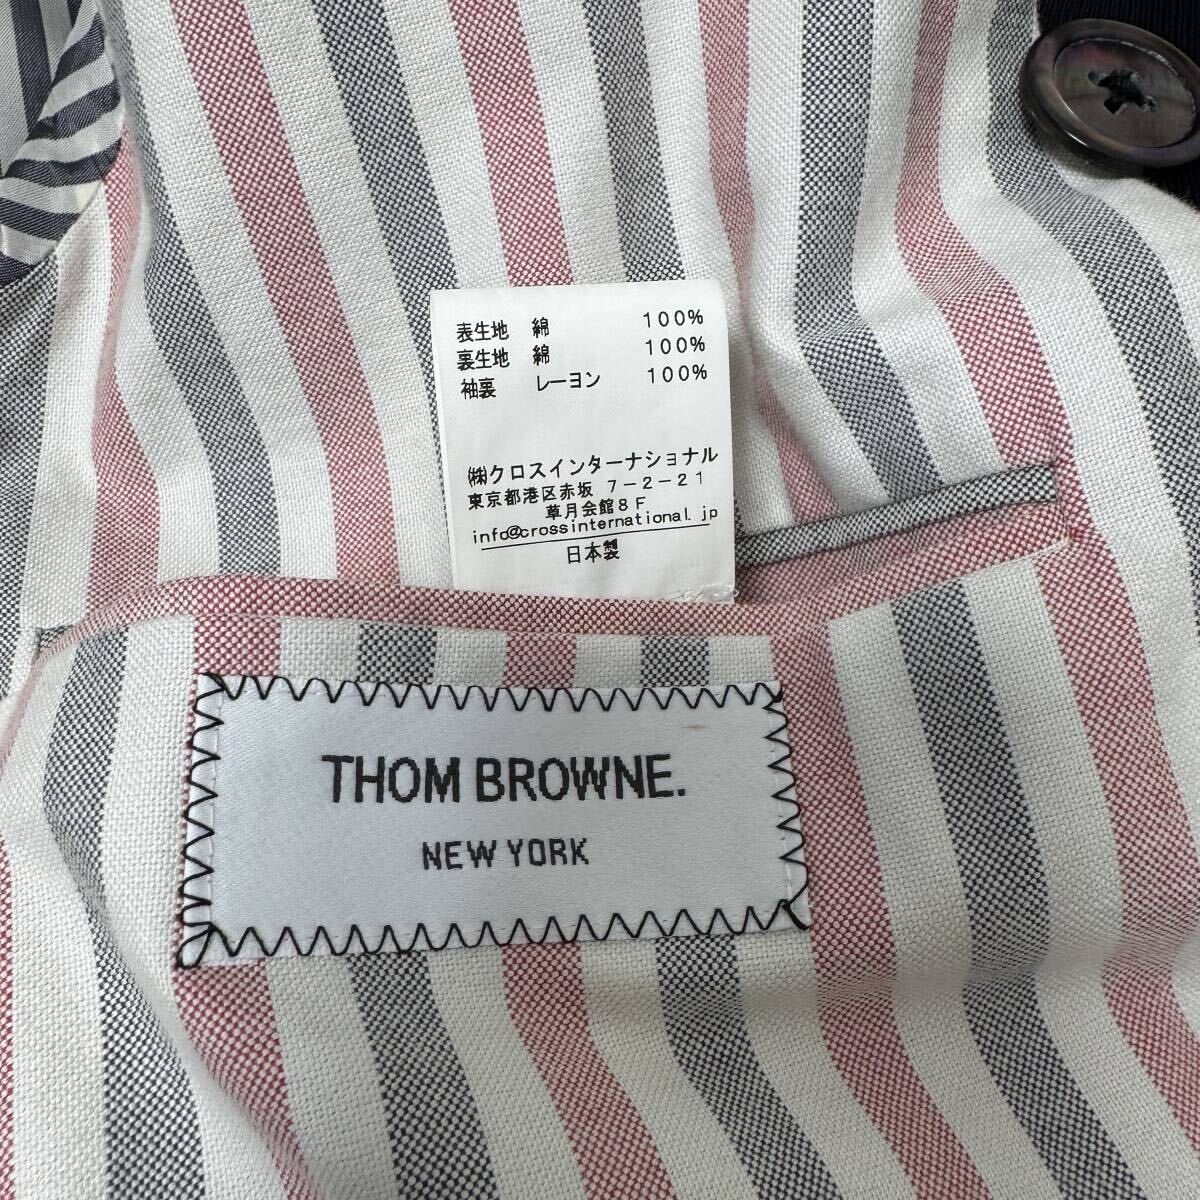 表生地 綿 100%
裏生地 綿 100%
袖裏 レーヨン 100%
㈱クロスインターナショナル
東京都港区赤坂 7-2-21
草月会館8F
info@crossinternational.jp
日本製
THOM BROWNE.
NEW YORK